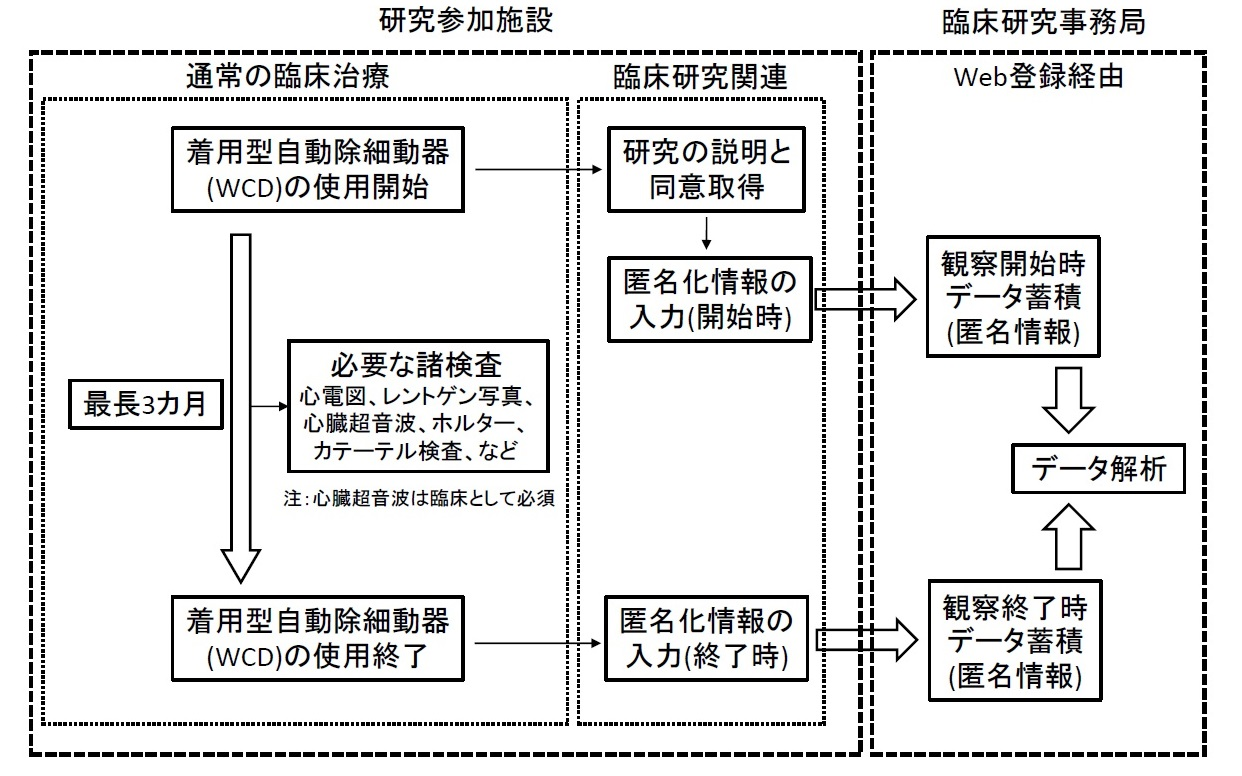 研究参加施設
臨床研究事務局
通常の臨床治療
臨床研究関連
Web登録経由
着用型自動除細動器
(WCD)の使用開始
研究の説明と
同意取得
匿名化情報の
入力(開始時)
観察開始時
データ蓄積
(匿名情報)
最長3カ月
必要な諸検査
心電図、レントゲン写真、
心臓超音波、ホルター、
カテーテル検査、など
注：心臓超音波は臨床として必須
データ解析
着用型自動除細動器
(WCD)の使用終了
匿名化情報の
入力(終了時)
観察終了時
データ蓄積
(匿名情報)